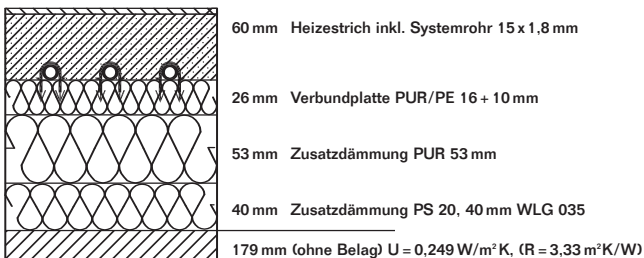 60 mm Heizestrich inkl. Systemrohr 15 x 1,8 mm
26 mm Verbundplatte PUR/PE 16 + 10 mm
53 mm Zusatzdämmung PUR 53 mm
40 mm Zusatzdämmung PS 20, 40 mm WLG 035
179 mm (ohne Belag) U = 0,249 W/m² K, (R = 3,33 m² K/W)